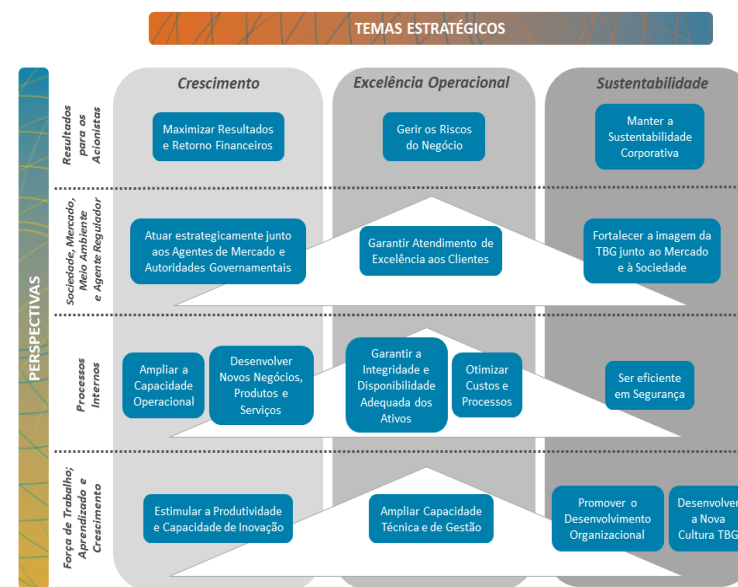 TEMAS ESTRATÉGICOS
PERSPECTIVAS
Crescimento
Excelência Operacional
Sustentabilidade
Resultados
para os
Acionistas
Maximizar Resultados
e Retorno Financeiros
Gerir os Riscos
do Negócio
Manter a
Sustentabilidade
Corporativa
Sociedade, Mercado,
Meio Ambiente
e Agente Regulador
Atuar estrategicamente junto
aos Agentes de Mercado e
Autoridades Governamentais
Garantir Atendimento de
Excelência aos Clientes
Fortalecer a imagem da
TBG junto ao Mercado
e à Sociedade
Processos
Internos
Ampliar a
Capacidade
Operacional
Desenvolver
Novos Negócios,
Produtos e
Serviços
Garantir a
Integridade e
Disponibilidade
Adequada dos
Ativos
Otimizar
Custos e
Processos
Ser eficiente
em Segurança
Força de Trabalho;
Aprendizado e
Crescimento
Estimular a Produtividade
e Capacidade de Inovação
Ampliar Capacidade
Técnica e de Gestão
Promover o
Desenvolvimento
Organizacional
Desenvolver
a Nova
Cultura TBG